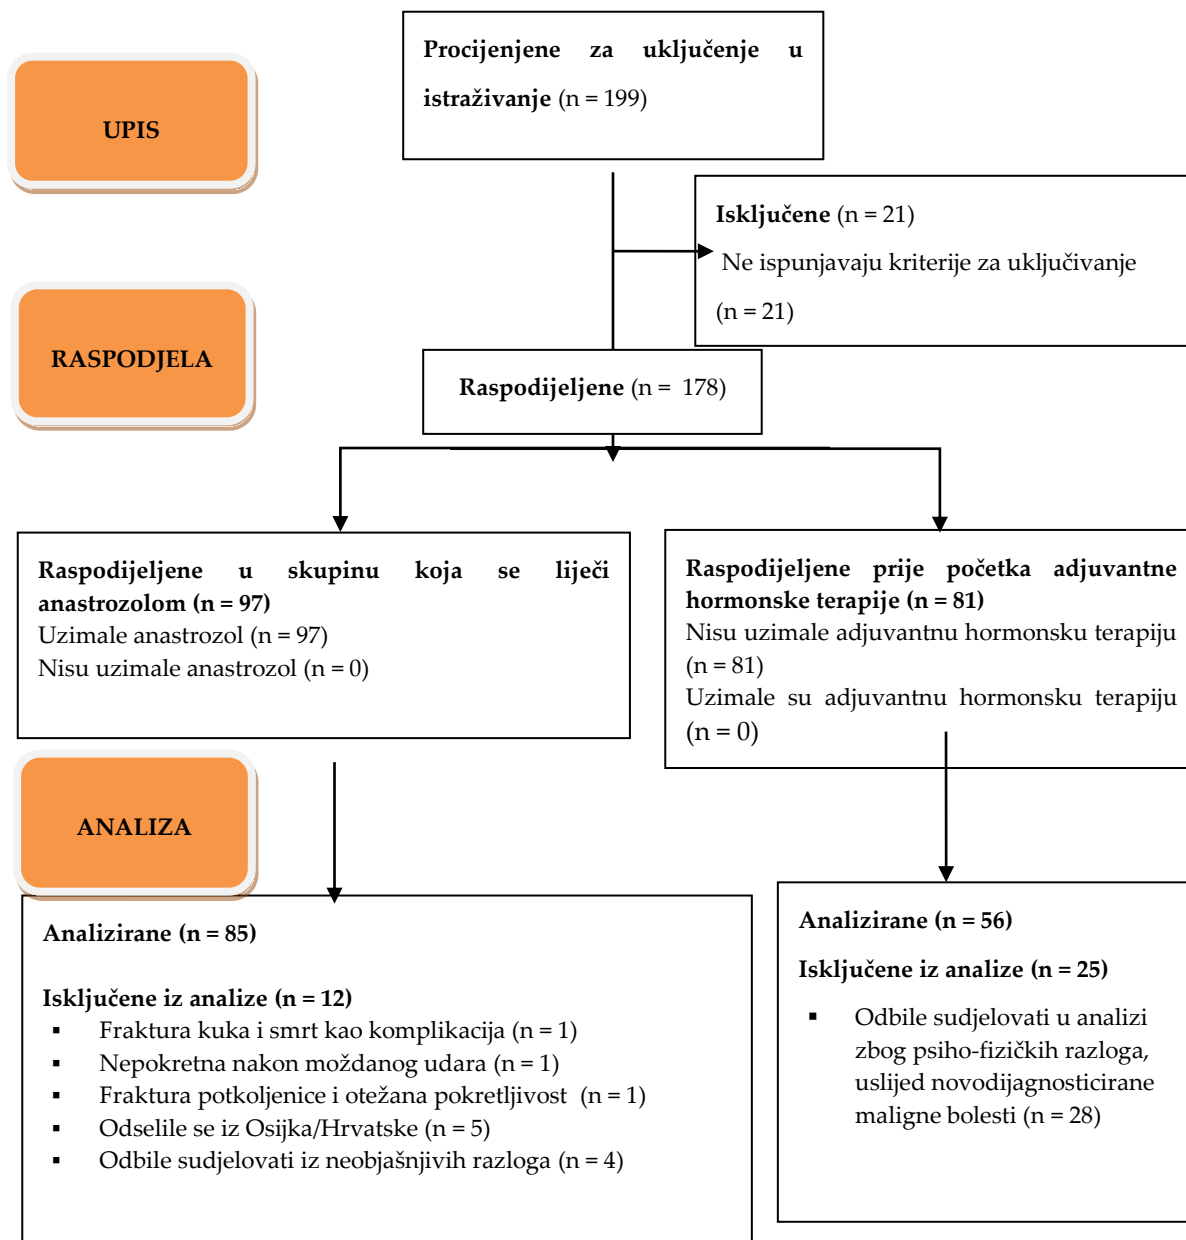 UPIS
Procijenjene za uključenje u
istraživanje (n = 199)
Isključene (n = 21)
Ne ispunjavaju kriterije za uključivanje
(n = 21)
RASPODJELA
Raspodijeljene (n = 178)
Raspodijeljene u skupinu koja se liječi
anastrozolom (n = 97)
Uzimale anastrozol (n = 97)
Nisu uzimale anastrozol (n = 0)
Raspodijeljene prije početka adjuvantne
hormonske terapije (n = 81)
Nisu uzimale adjuvantnu hormonsku terapiju
(n = 81)
Uzimale su adjuvantnu hormonsku terapiju
(n = 0)
ANALIZA
Analizirane (n = 85)
Isključene iz analize (n = 12)
▪ Fraktura kuka i smrt kao komplikacija (n = 1)
▪ Nepokretna nakon moždanog udara (n = 1)
▪ Fraktura potkoljenice i otežana pokretljivost (n = 1)
▪ Odselile se iz Osijka/Hrvatske (n = 5)
▪ Odbile sudjelovati iz neobjašnjivih razloga (n = 4)
Analizirane (n = 56)
Isključene iz analize (n = 25)
▪ Odbile sudjelovati u analizi
zbog psiho-fizičkih razloga,
uslijed novodijagnosticirane
maligne bolesti (n = 28)